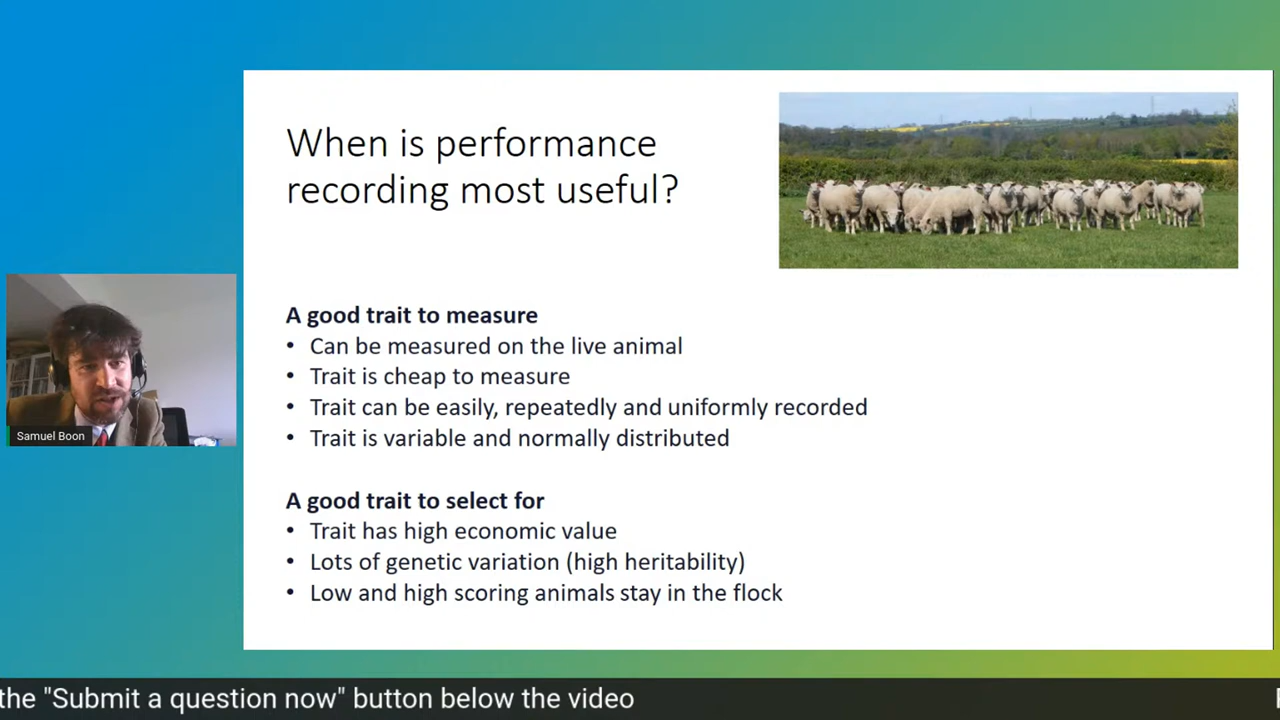 When is performance
recording most useful?
A good trait to measure
• Can be measured on the live animal
• Trait is cheap to measure
• Trait can be easily, repeatedly and uniformly recorded
• Trait is variable and normally distributed
A good trait to select for
• Trait has high economic value
• Lots of genetic variation (high heritability)
• Low and high scoring animals stay in the flock
Samuel Boon
the "Submit a question now" button below the video